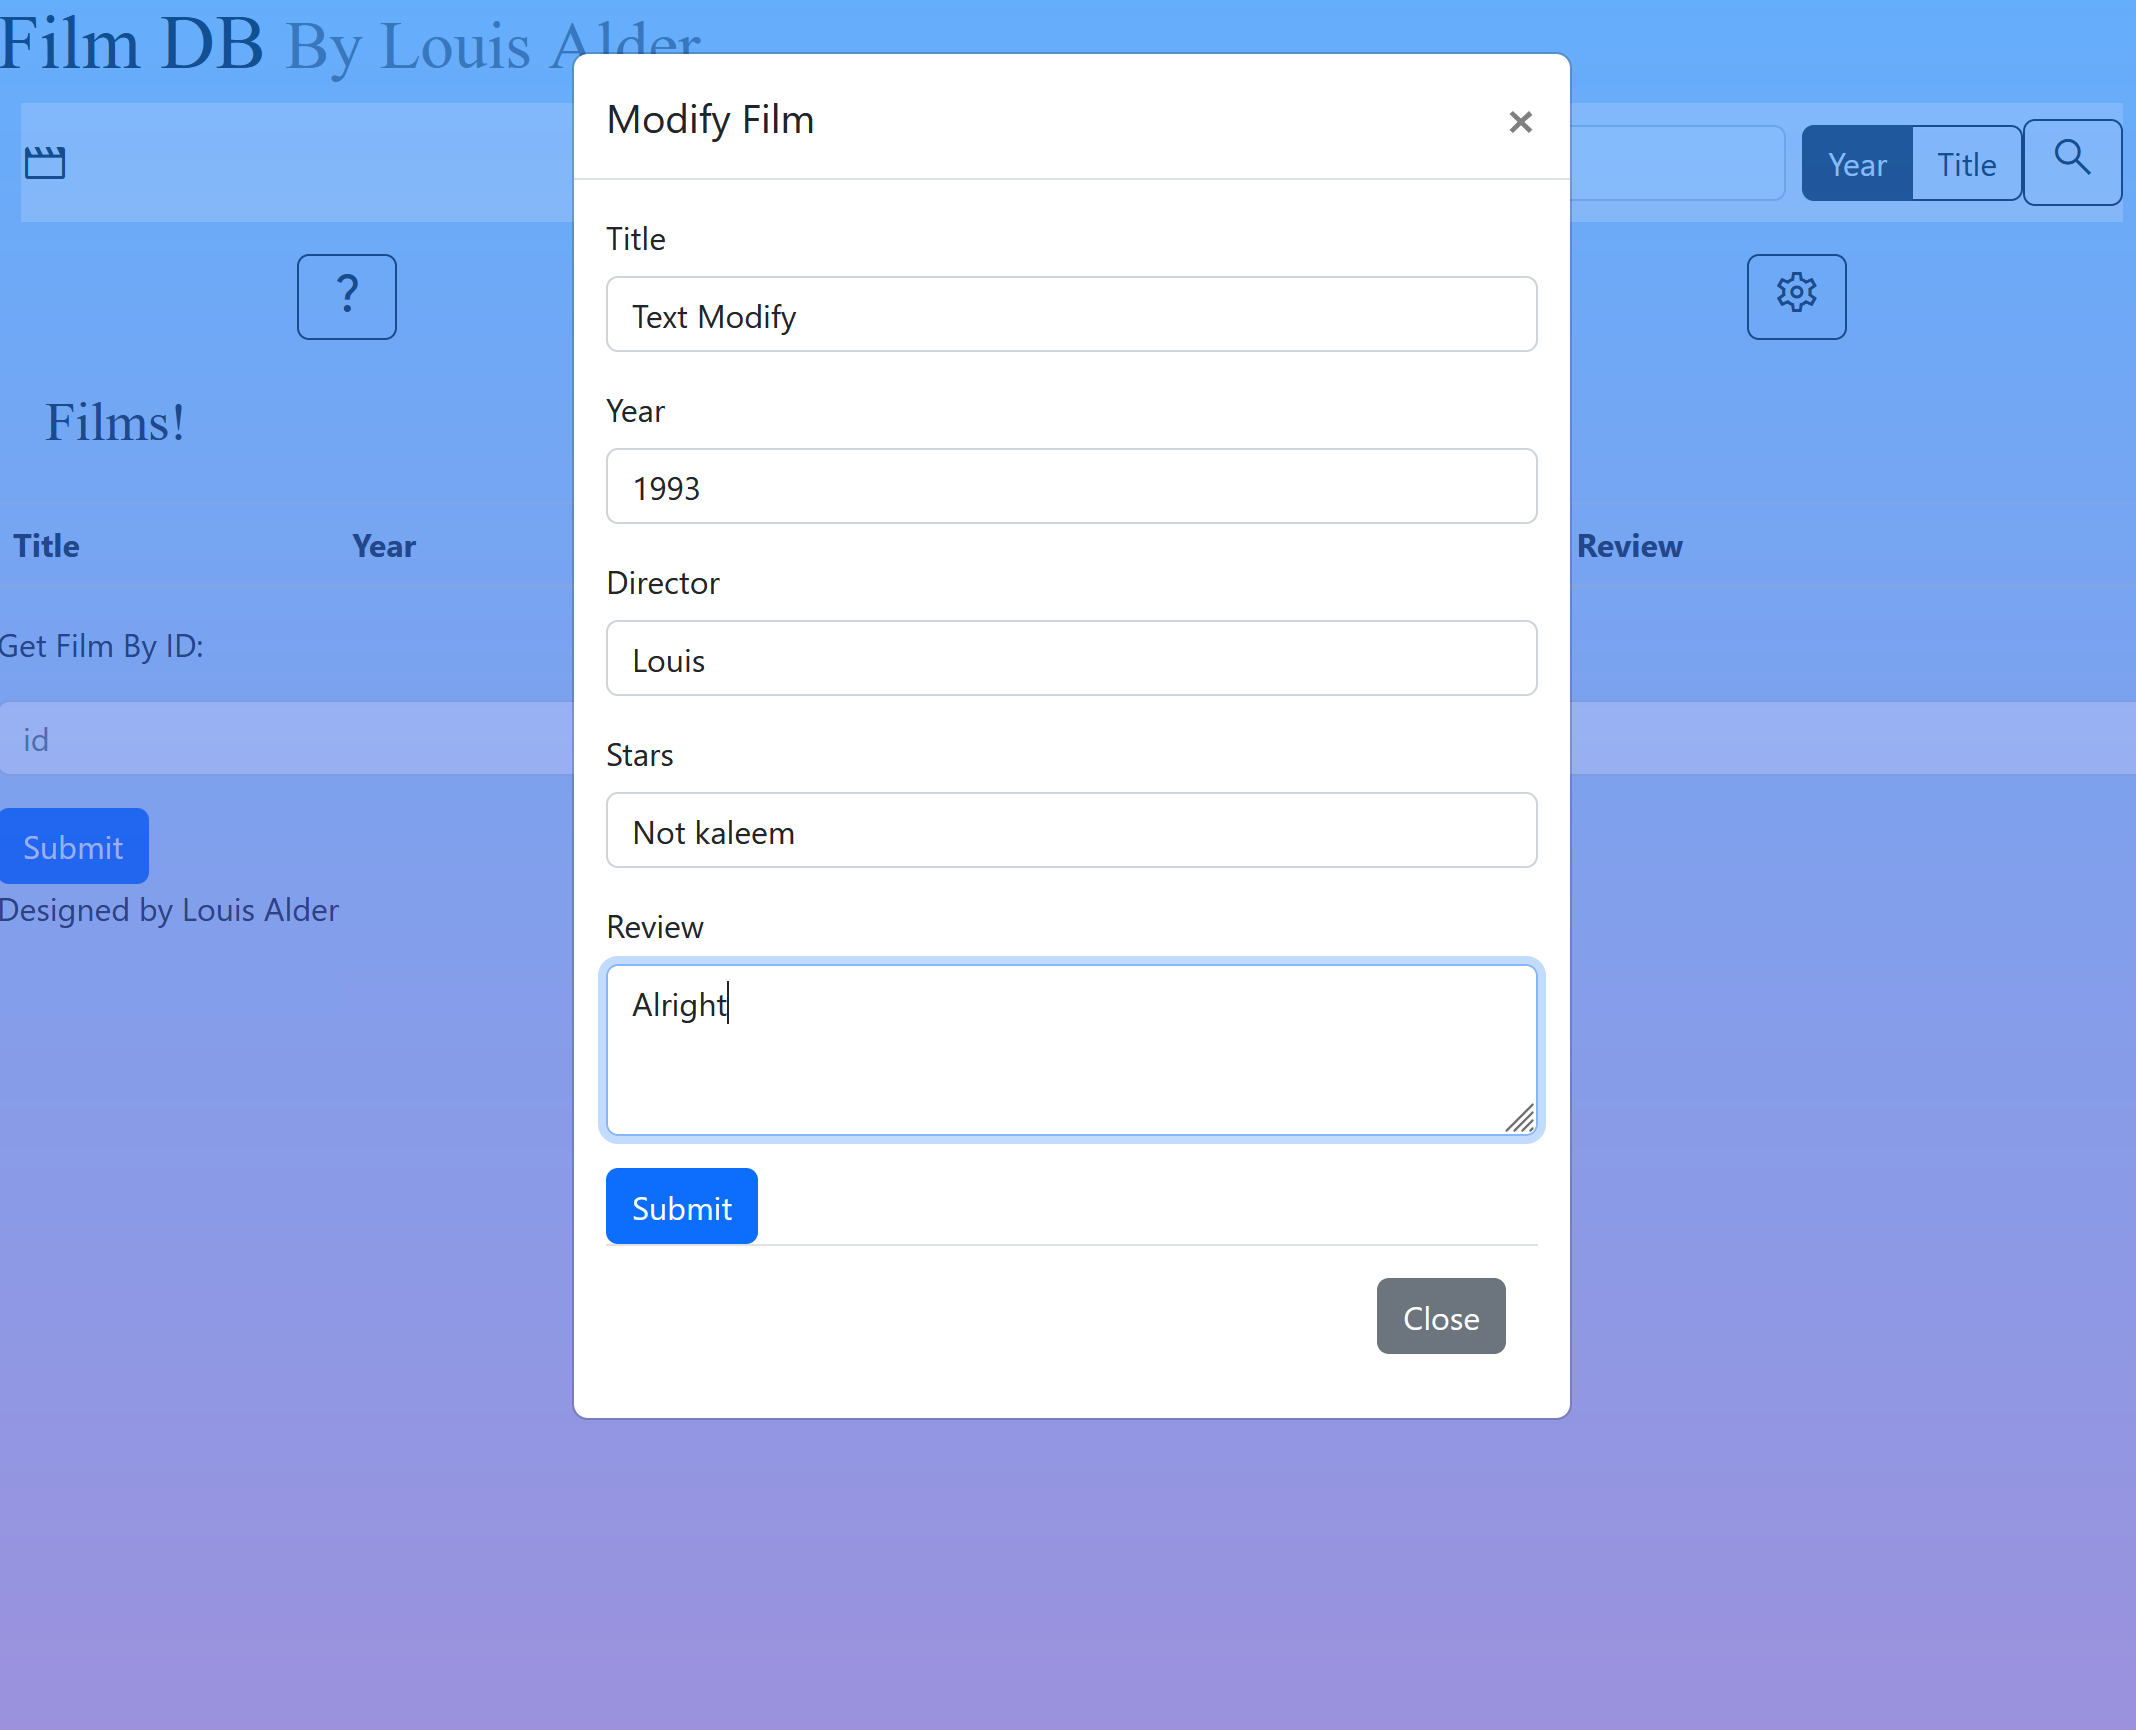 Film DB By Louis Alder
Modify Film
×
Year Title
?
Films!
Title Year Review
Get Film By ID:
id
Submit
Designed by Louis Alder
Title
Text Modify
Year
1993
Director
Louis
Stars
Not kaleem
Review
Alright
Submit
Close